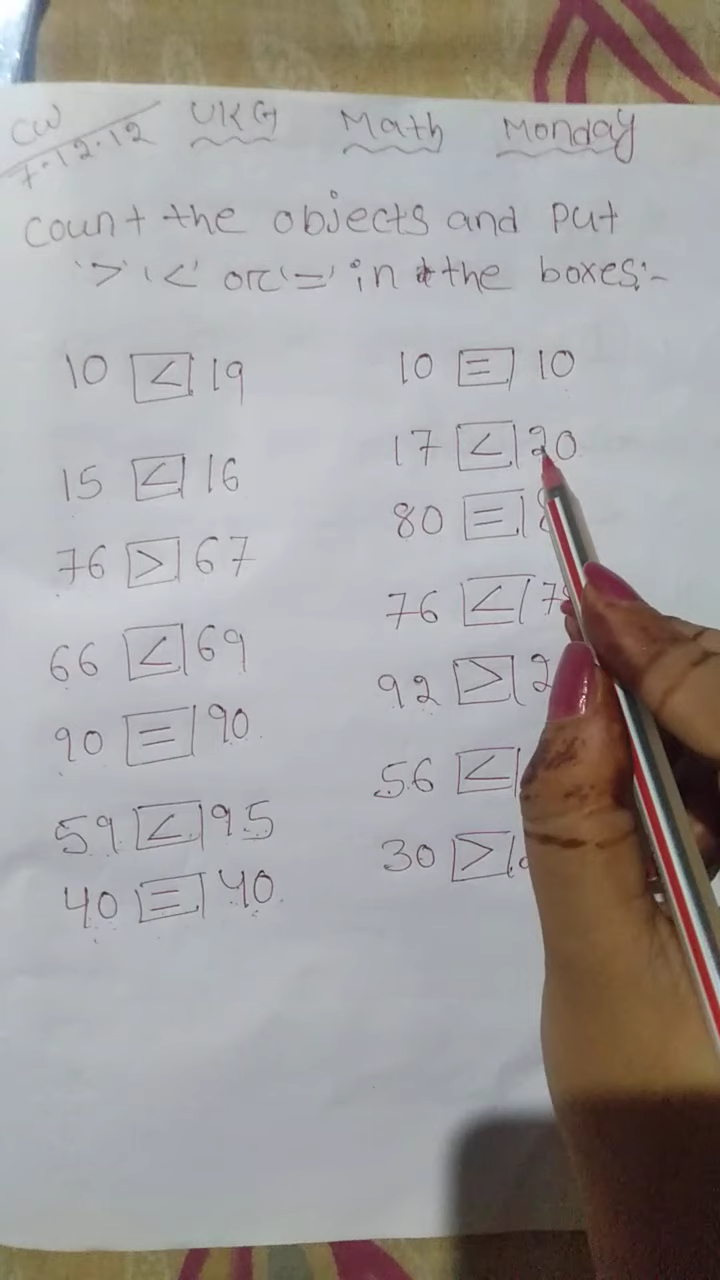 CW UKG Math Monday
7.12.12
Count the objects and put
'>' '<' or '=' in the boxes:-
10 < 19
15 < 16
76 > 67
66 < 69
90 = 90
59 < 95
40 = 40
10 = 10
17 < 20
80 =
76 <
92 >
56 <
30 >